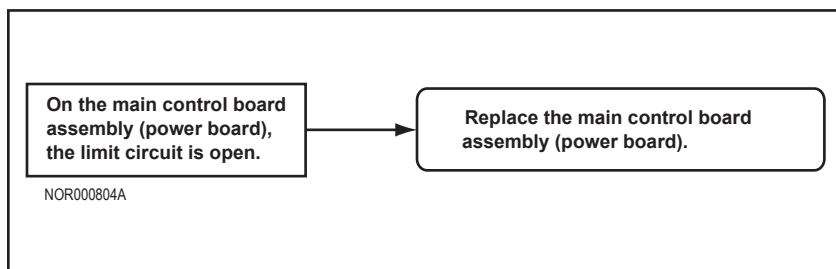 On the main control board
assembly (power board),
the limit circuit is open.
Replace the main control board
assembly (power board).
NOR000804A